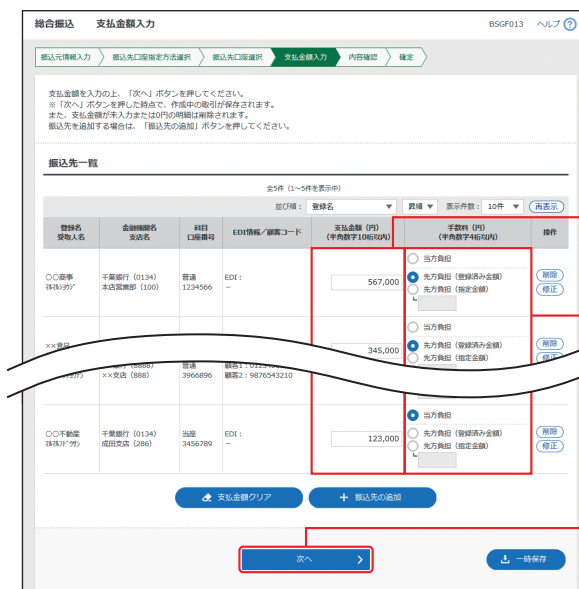 総合振込　支払金額入力　BSGF013　ヘルプ ?
振込元情報入力　振込先口座指定方法選択　振込先口座選択　支払金額入力　内容確認　確定
支払金額を入力の上、「次へ」ボタンを押してください。
※「次へ」ボタンを押した時点で、作成中の取引が保存されます。
また、支払金額が未入力または0円の明細は削除されます。
振込先を追加する場合は、「振込先の追加」ボタンを押してください。
振込先一覧
全5件（1～5件を表示中）
並び順：　登録名　▼　昇順　▼　表示件数：　10件　▼　再表示
登録名　金融機関名　科目　EDI情報／顧客コード　支払金額（円）　手数料（円）　操作
受取人名　支店名　口座番号　（半角数字10桁以内）　（半角数字4桁以内）
当方負担
○○商事　千葉銀行（0134）　普通　EDI：　567,000　先方負担（登録済み金額）　削除
ﾏﾙﾏﾙｼﾖｳｼﾞ　本店営業部（100）　1234566　－　先方負担（指定金額）　修正
当方負担
××食品　345,000　先方負担（登録済み金額）　削除
先方負担（指定金額）　修正
××支店（888）　3966896　顧客2：9876543210
当方負担
○○不動産　千葉銀行（0134）　当座　EDI：　123,000　先方負担（登録済み金額）　削除
ﾏﾙﾏﾙﾌﾄﾞｳｻﾝ　成田支店（286）　3456789　－　先方負担（指定金額）　修正
支払金額クリア　＋ 振込先の追加
次へ　一時保存